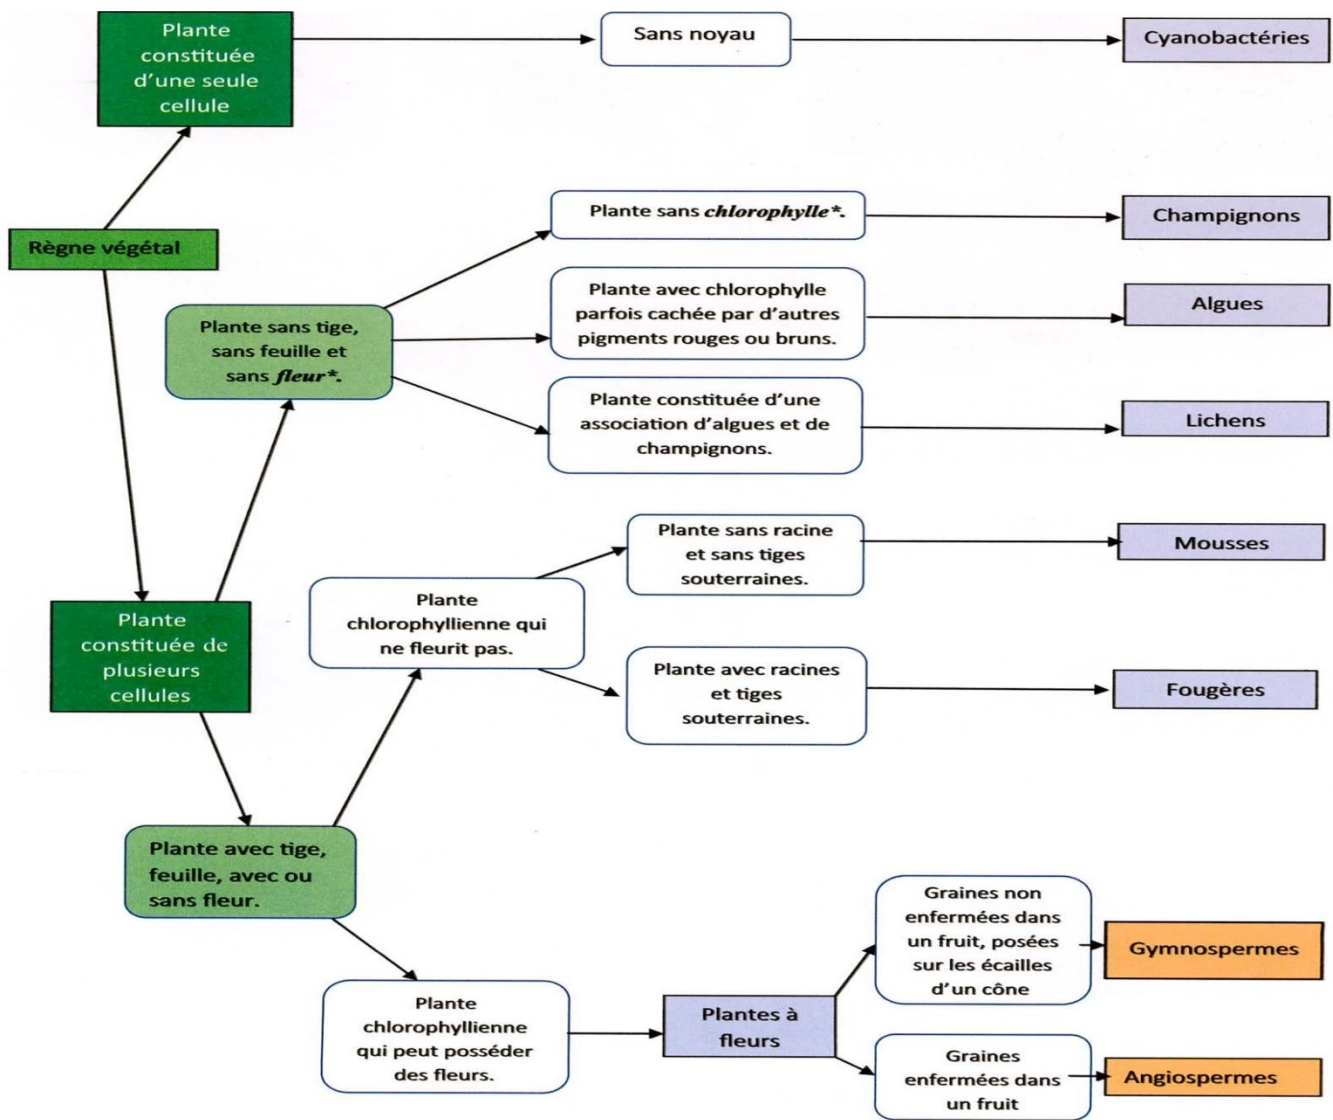 Plante
constituée
d'une seule
cellule
Sans noyau
Cyanobactéries
Règne végétal
Plante sans chlorophylle*.
Champignons
Plante sans tige,
sans feuille et
sans fleur*.
Plante avec chlorophylle
parfois cachée par d'autres
pigments rouges ou bruns.
Algues
Plante constituée d'une
association d'algues et de
champignons.
Lichens
Plante
constituée de
plusieurs
cellules
Plante
chlorophyllienne qui
ne fleurit pas.
Plante sans racine
et sans tiges
souterraines.
Mousses
Plante avec racines
et tiges
souterraines.
Fougères
Plante avec tige,
feuille, avec ou
sans fleur.
Plante
chlorophyllienne
qui peut posséder
des fleurs.
Plantes à
fleurs
Graines non
enfermées dans
un fruit, posées
sur les écailles
d'un cône
Gymnospermes
Graines
enfermées dans
un fruit
Angiospermes